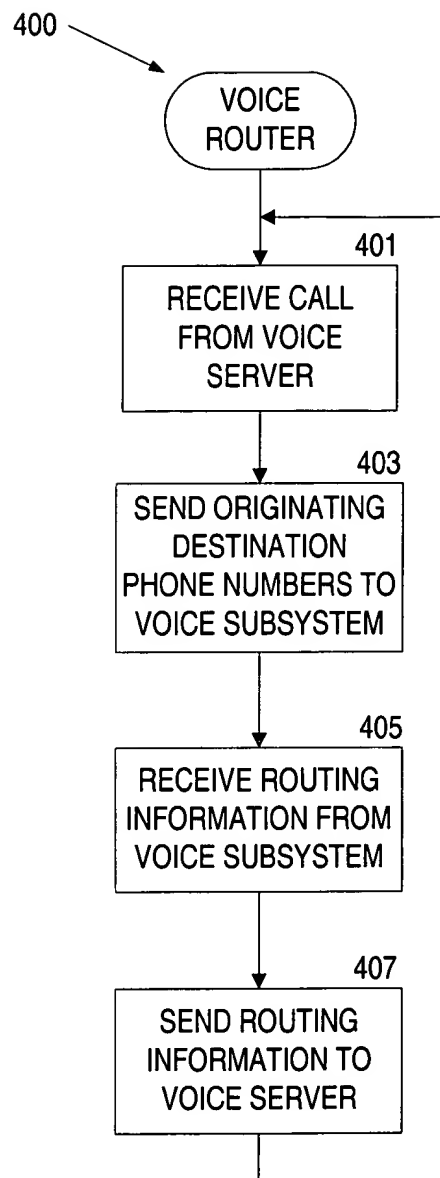 400
VOICE
ROUTER
401
RECEIVE CALL
FROM VOICE
SERVER
403
SEND ORIGINATING
DESTINATION
PHONE NUMBERS TO
VOICE SUBSYSTEM
405
RECEIVE ROUTING
INFORMATION FROM
VOICE SUBSYSTEM
407
SEND ROUTING
INFORMATION TO
VOICE SERVER